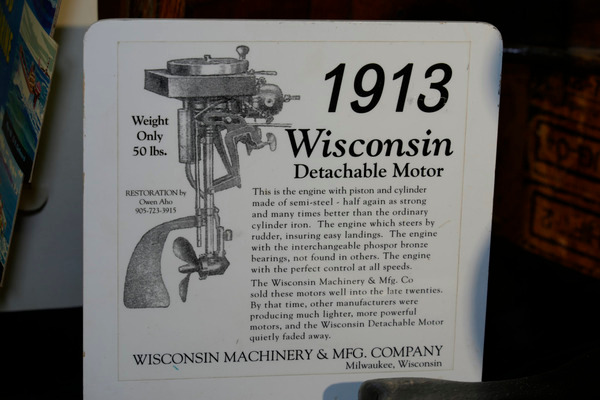 1913
Wisconsin
Detachable Motor
Weight
Only
50 lbs.
RESTORATION by
Owen Aho
905-723-3915
This is the engine with piston and cylinder
made of semi-steel - half again as strong
and many times better than the ordinary
cylinder iron. The engine which steers by
rudder, insuring easy landings. The engine
with the interchangeable phospor bronze
bearings, not found in others. The engine
with the perfect control at all speeds.
The Wisconsin Machinery & Mfg. Co
sold these motors well into the late twenties.
By that time, other manufacturers were
producing much lighter, more powerful
motors, and the Wisconsin Detachable Motor
quietly faded away.
WISCONSIN MACHINERY & MFG. COMPANY
Milwaukee, Wisconsin